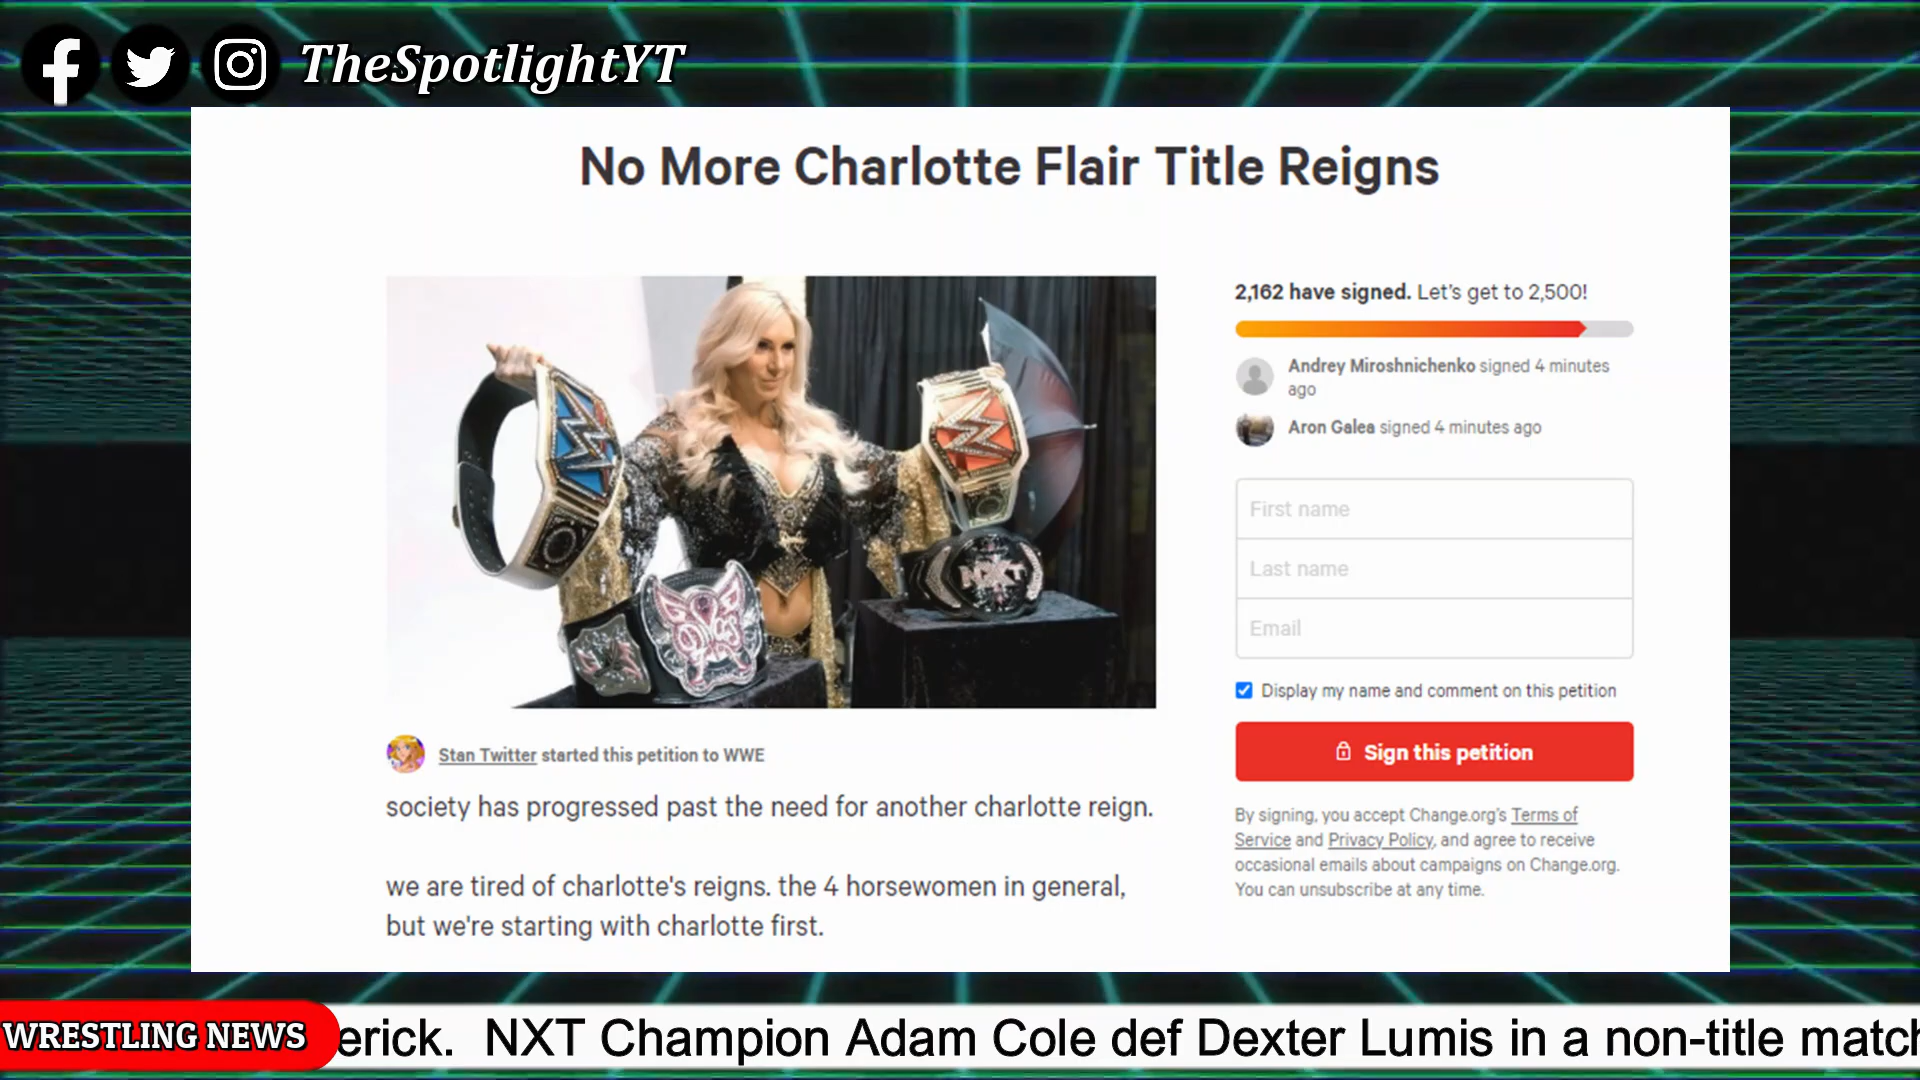 TheSpotlightYT
No More Charlotte Flair Title Reigns
2,162 have signed. Let's get to 2,500!
Andrey Miroshnichenko signed 4 minutes
ago
Aron Galea signed 4 minutes ago
First name
Last name
Email
Display my name and comment on this petition
Sign this petition
By signing, you accept Change.org's Terms of
Service and Privacy Policy, and agree to receive
occasional emails about campaigns on Change.org.
You can unsubscribe at any time.
NXT
Stan Twitter started this petition to WWE
society has progressed past the need for another charlotte reign.
we are tired of charlotte's reigns. the 4 horsewomen in general,
but we're starting with charlotte first.
WRESTLING NEWS
erick. NXT Champion Adam Cole def Dexter Lumis in a non-title match